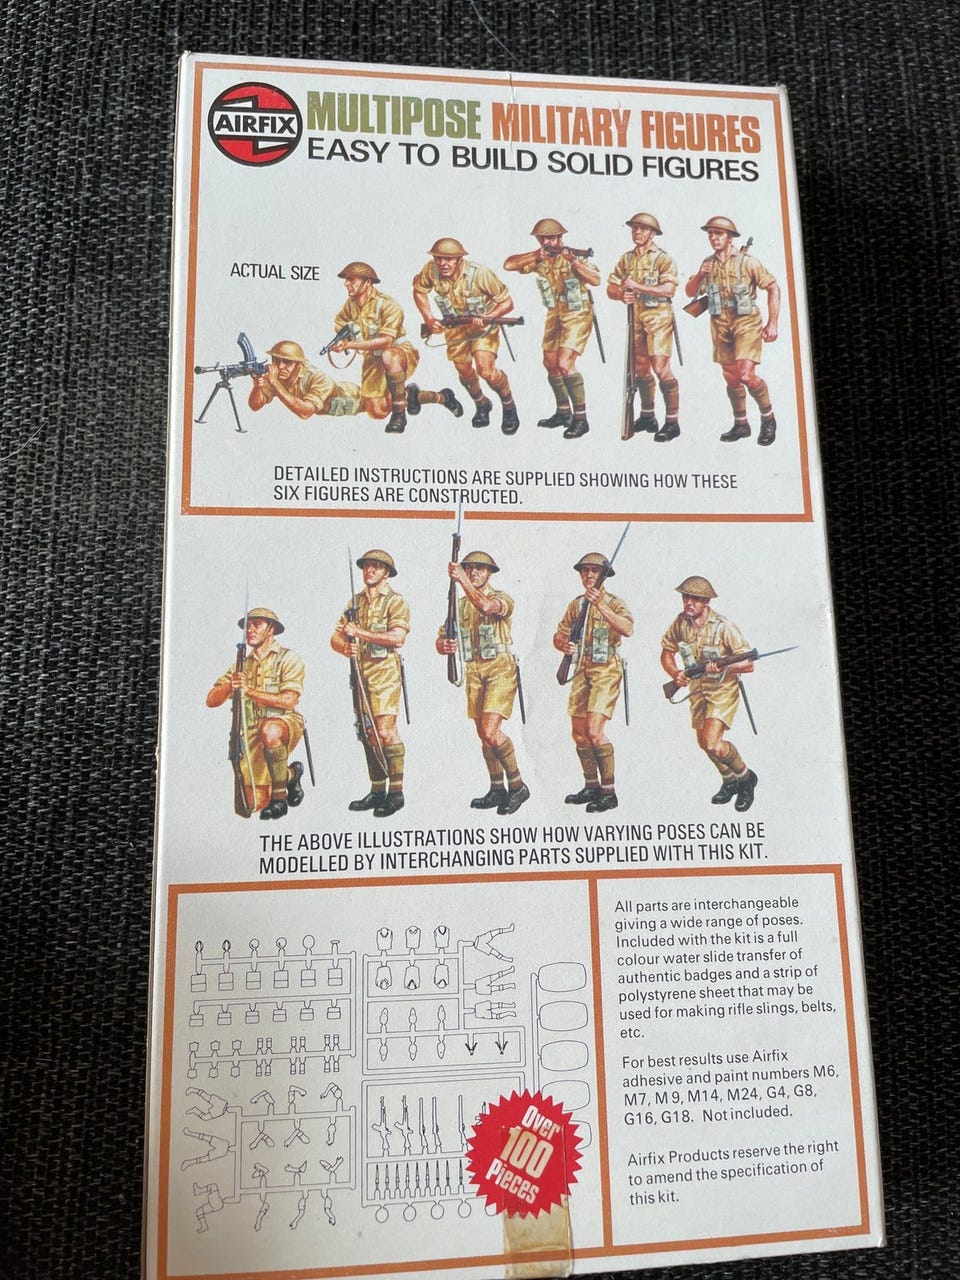 AIRFIX
MULTIPOSE MILITARY FIGURES
EASY TO BUILD SOLID FIGURES
ACTUAL SIZE
DETAILED INSTRUCTIONS ARE SUPPLIED SHOWING HOW THESE
SIX FIGURES ARE CONSTRUCTED.
THE ABOVE ILLUSTRATIONS SHOW HOW VARYING POSES CAN BE
MODELLED BY INTERCHANGING PARTS SUPPLIED WITH THIS KIT.
All parts are interchangeable
giving a wide range of poses.
Included with the kit is a full
colour water slide transfer of
authentic badges and a strip of
polystyrene sheet that may be
used for making rifle slings, belts,
etc.
For best results use Airfix
adhesive and paint numbers M6,
M7, M 9, M14, M24, G4, G8,
G16, G18. Not included.
Airfix Products reserve the right
to amend the specification of
this kit.
Over
100
Pieces